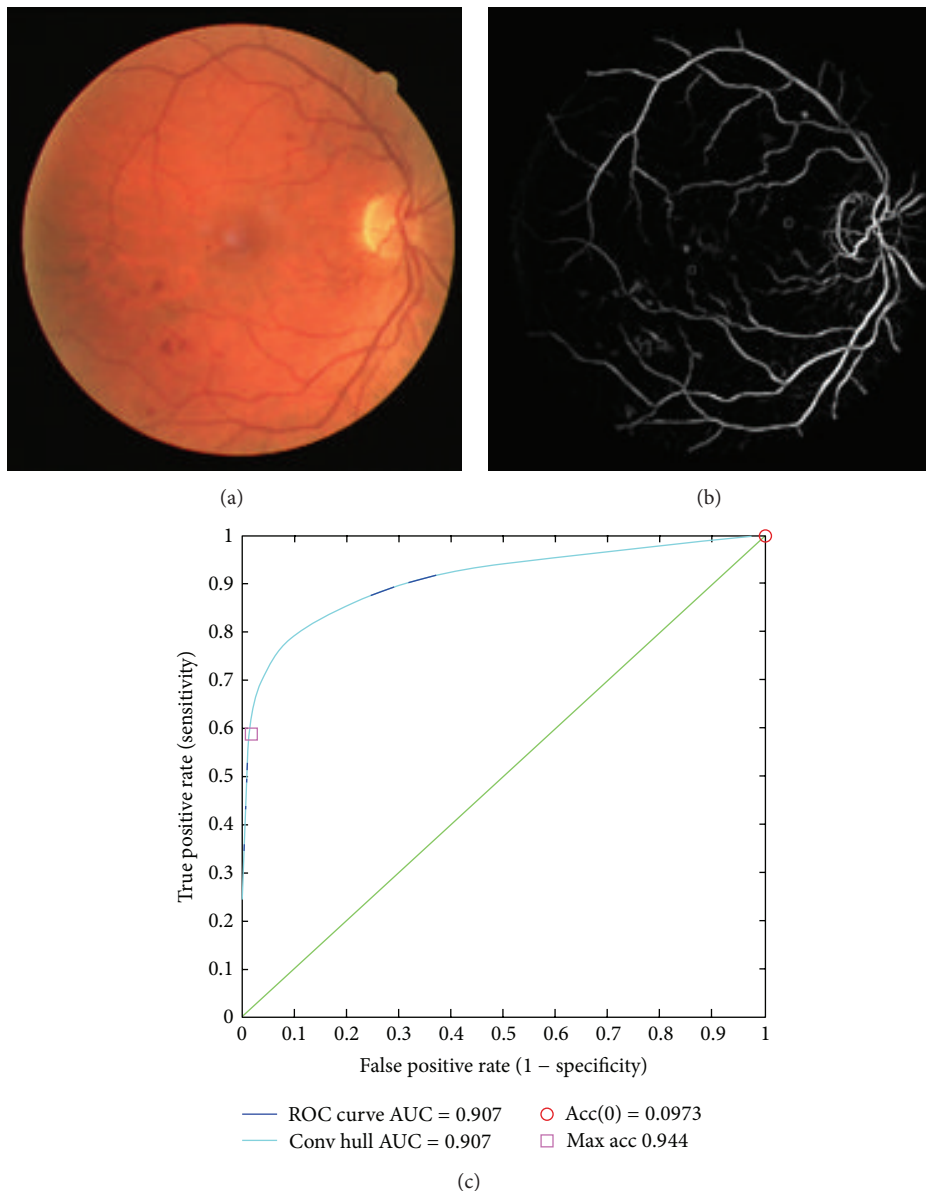 (a)
(b)
1
0.9
0.8
0.7
0.6
0.5
0.4
0.3
0.2
0.1
0
True positive rate (sensitivity)
0 0.1 0.2 0.3 0.4 0.5 0.6 0.7 0.8 0.9 1
False positive rate (1 − specificity)
ROC curve AUC = 0.907
Acc(0) = 0.0973
Conv hull AUC = 0.907
Max acc 0.944
(c)